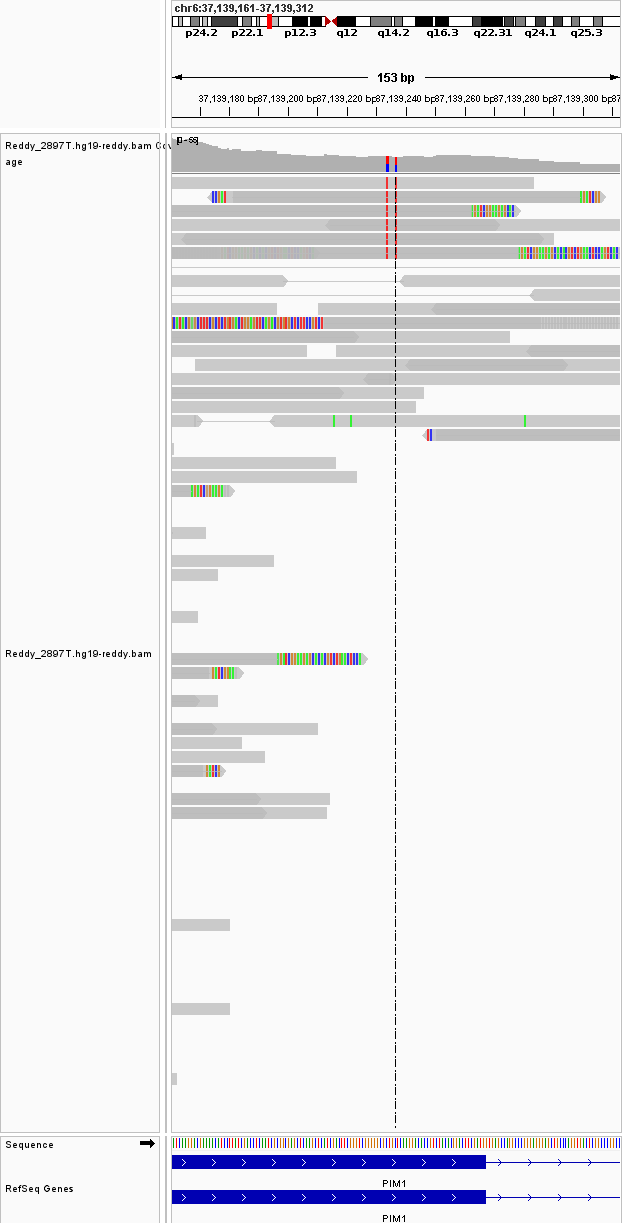 chr6:37,139,161-37,139,312
p24.2 p22.1 p12.3 q12 q14.2 q16.3 q22.31 q24.1 q25.3
153 bp
37,139,180 bp 37,139,200 bp 37,139,220 bp 37,139,240 bp 37,139,260 bp 37,139,280 bp 37,139,300 bp
Reddy_2897T.hg19-reddy.bam Cov
age
Reddy_2897T.hg19-reddy.bam
Sequence
PIM1
RefSeq Genes
PIM1